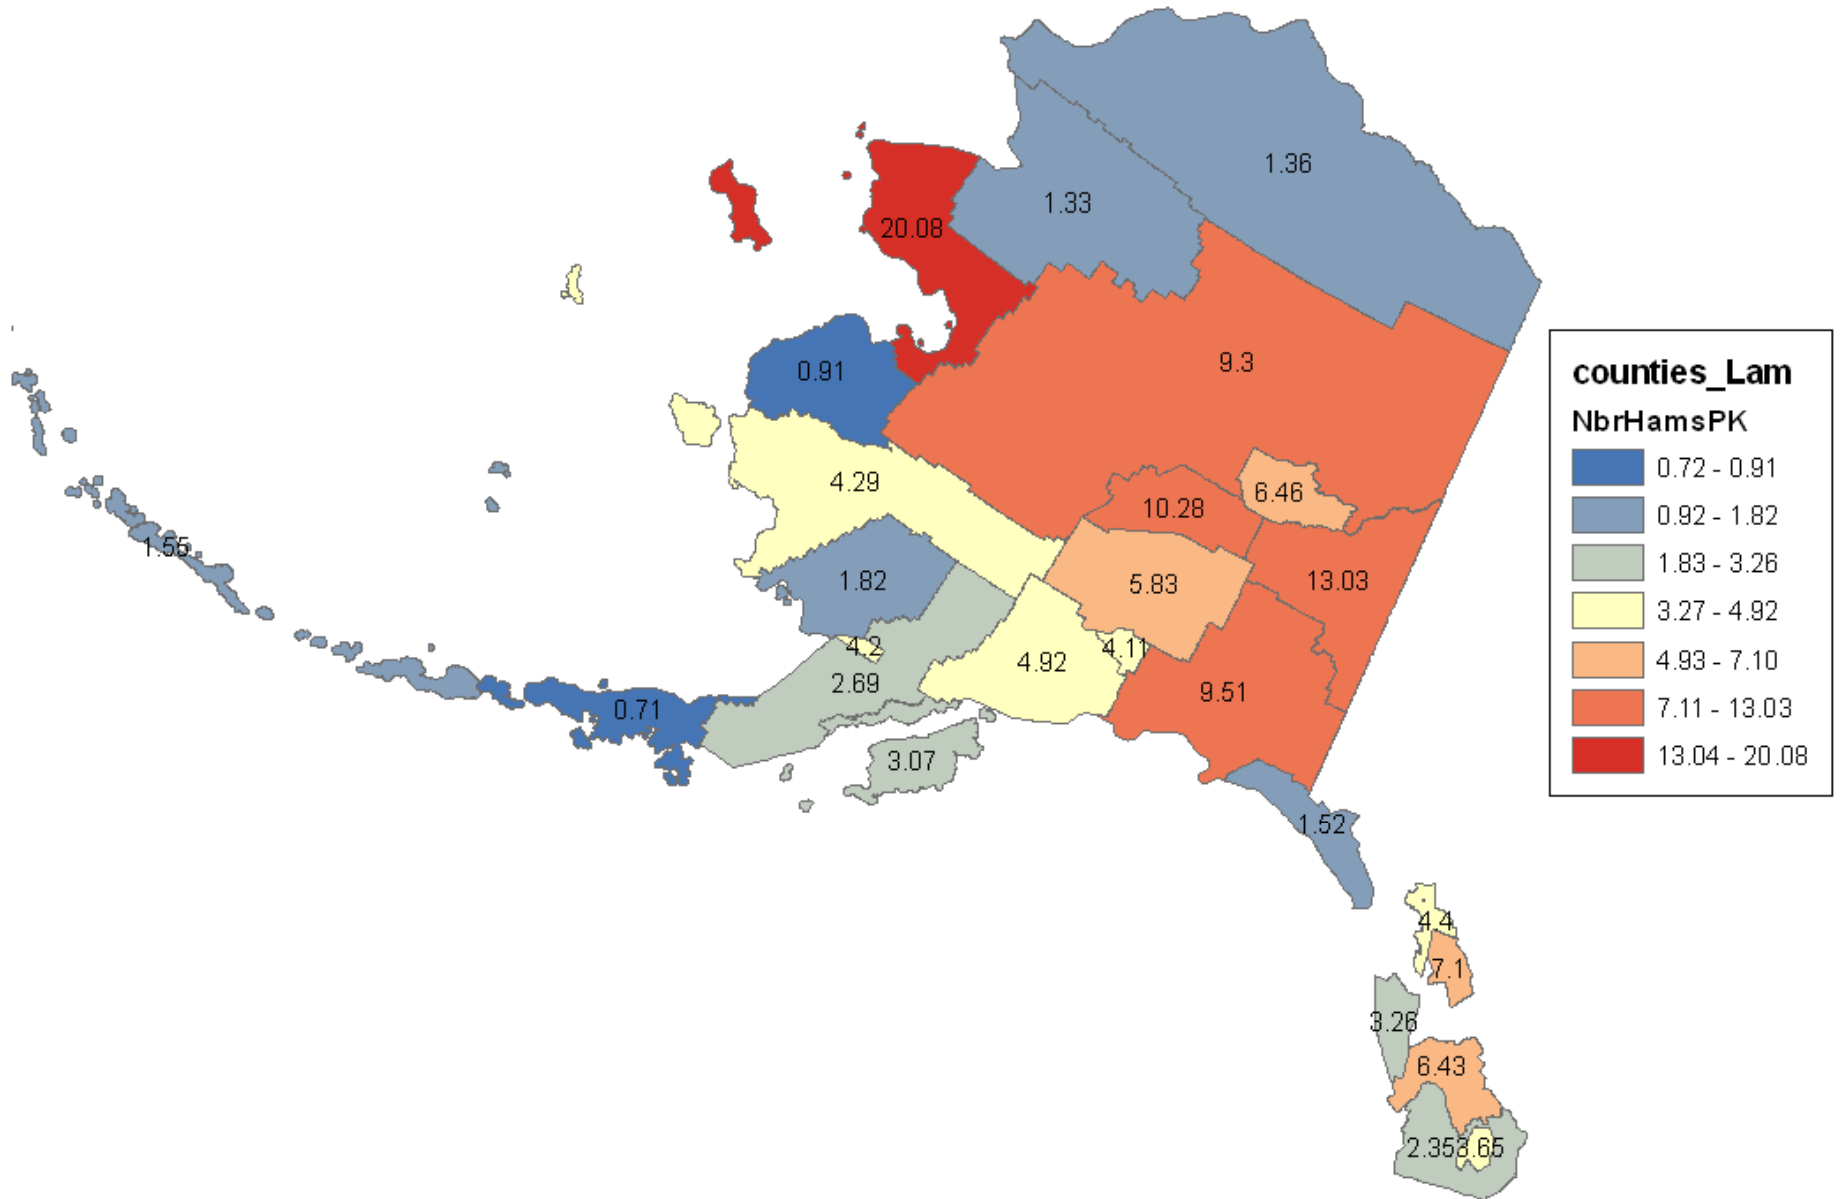 1.36
1.33
20.08
9.3
0.91
4.29
6.46
10.28
1.55
1.82
5.83
13.03
4.2
4.11
4.92
2.69
9.51
0.71
3.07
1.52
4.4
7.1
3.26
6.43
2.35
3.65
counties_Lam
NbrHamsPK
0.72 - 0.91
0.92 - 1.82
1.83 - 3.26
3.27 - 4.92
4.93 - 7.10
7.11 - 13.03
13.04 - 20.08